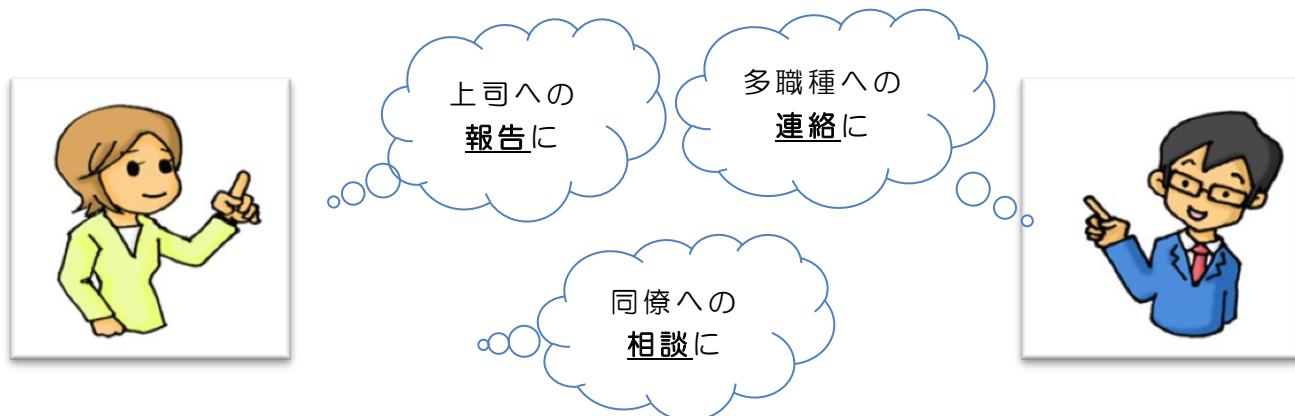 上司への
報告に
多職種への
連絡に
同僚への
相談に